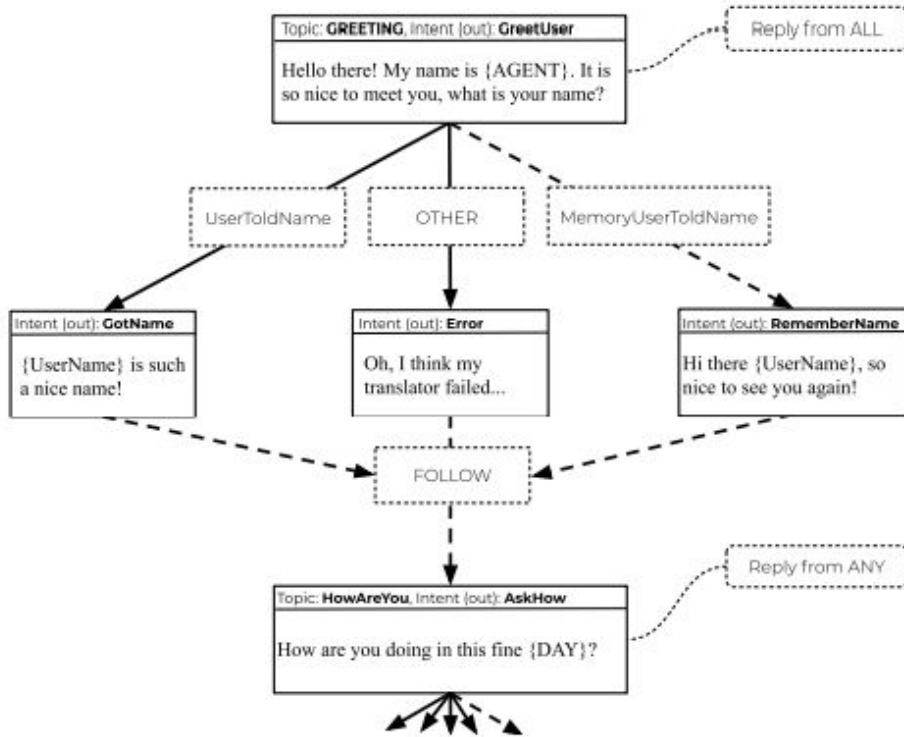 Topic: GREETING, Intent (out): GreetUser
Reply from ALL
Hello there! My name is {AGENT}. It is
so nice to meet you, what is your name?
UserToldName
OTHER
MemoryUserToldName
Intent (out): GotName
{UserName} is such
a nice name!
Intent (out): Error
Oh, I think my
translator failed...
Intent (out): RememberName
Hi there {UserName}, so
nice to see you again!
FOLLOW
Reply from ANY
Topic: HowAreYou, Intent (out): AskHow
How are you doing in this fine {DAY}?